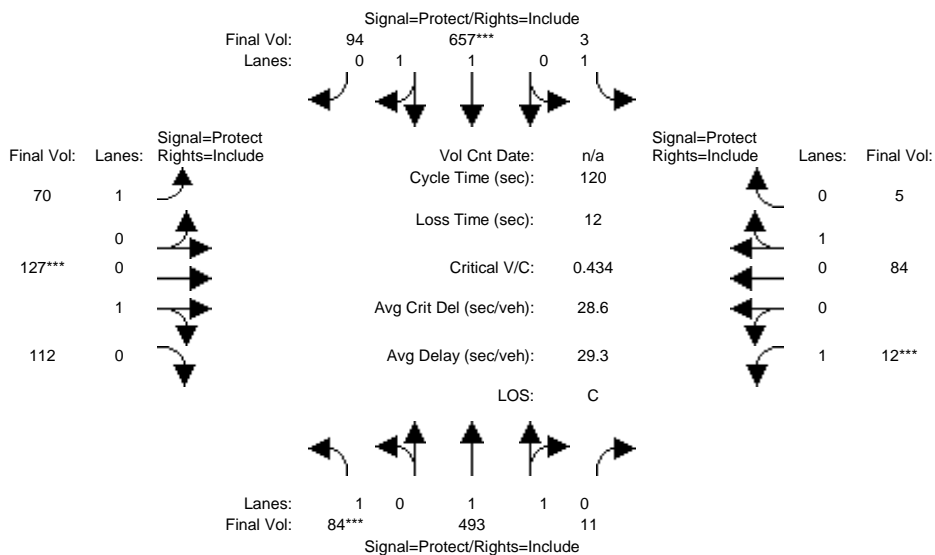 Signal=Protect/Rights=Include
Final Vol: 94 657*** 3
Lanes: 0 1 1 0 1
Signal=Protect
Final Vol: Lanes: Rights=Include
Vol Cnt Date: n/a
Signal=Protect
Rights=Include Lanes: Final Vol:
Cycle Time (sec): 120
70 1
0 5
Loss Time (sec): 12
0
1
127*** 0
Critical V/C: 0.434
0 84
1
Avg Crit Del (sec/veh): 28.6
0
112 0
Avg Delay (sec/veh): 29.3
1 12***
LOS: C
Lanes: 1 0 1 1 0
Final Vol: 84*** 493 11
Signal=Protect/Rights=Include